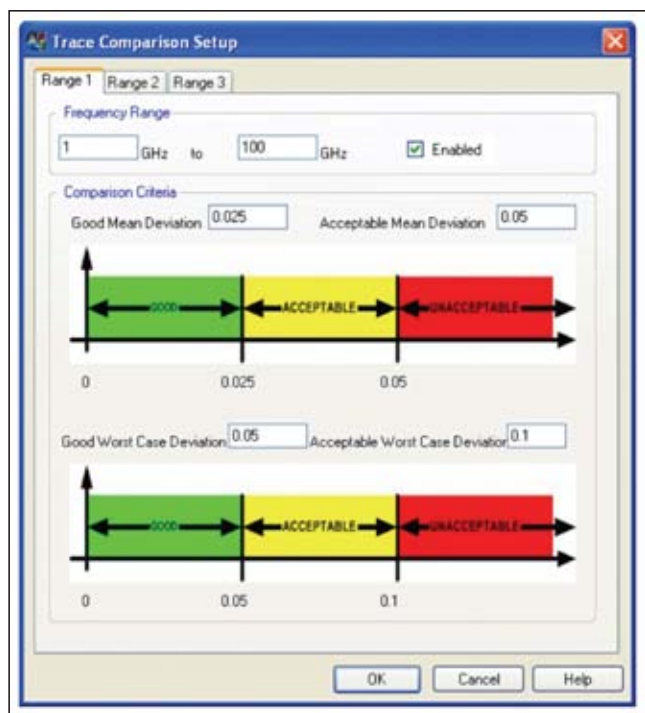 Trace Comparison Setup
Range 1 Range 2 Range 3
Frequency Range
1 GHz to 100 GHz Enabled
Comparison Criteria
Good Mean Deviation 0.025 Acceptable Mean Deviation 0.05
GOOD ACCEPTABLE UNACCEPTABLE
0 0.025 0.05
Good Worst Case Deviation 0.05 Acceptable Worst Case Deviation 0.1
GOOD ACCEPTABLE UNACCEPTABLE
0 0.05 0.1
OK Cancel Help